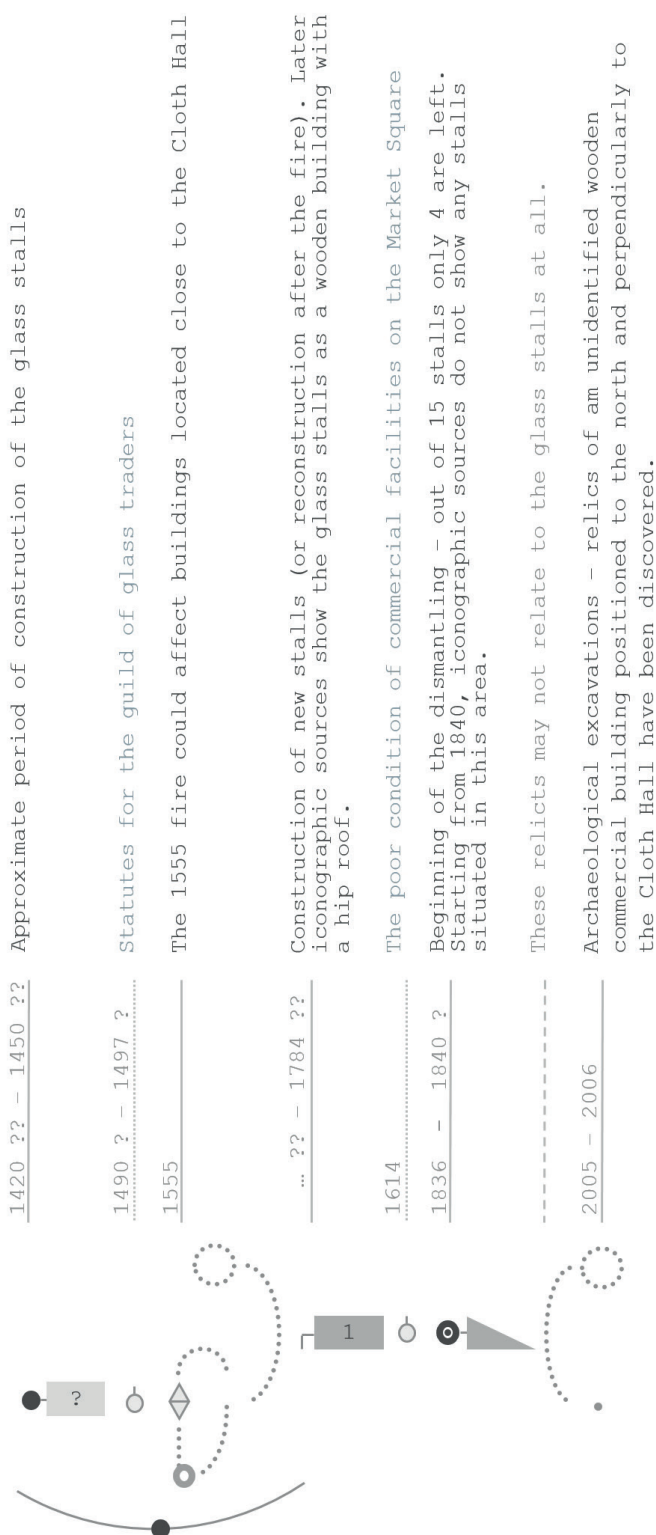 1420 ?? – 1450 ??
Approximate period of construction of the glass stalls
?
1490 ? – 1497 ?
Statutes for the guild of glass traders
1555
The 1555 fire could affect buildings located close to the Cloth Hall
… ?? – 1784 ??
Construction of new stalls (or reconstruction after the fire). Later
iconographic sources show the glass stalls as a wooden building with
a hip roof.
1
1614
The poor condition of commercial facilities on the Market Square
1836 – 1840 ?
Beginning of the dismantling – out of 15 stalls only 4 are left.
Starting from 1840, iconographic sources do not show any stalls
situated in this area.
These relicts may not relate to the glass stalls at all.
2005 – 2006
Archaeological excavations – relics of am unidentified wooden
commercial building positioned to the north and perpendicularly to
the Cloth Hall have been discovered.